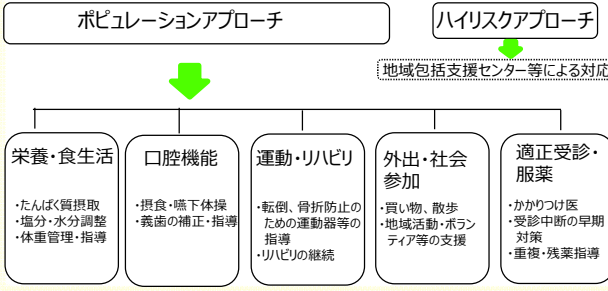 ポピュレーションアプローチ
ハイリスクアプローチ
地域包括支援センター等による対応
栄養・食生活
・たんぱく質摂取
・塩分・水分調整
・体重管理・指導
口腔機能
・摂食・嚥下体操
・義歯の補正・指導
運動・リハビリ
・転倒、骨折防止の
ための運動器等の
指導
・リハビリの継続
外出・社会
参加
・買い物、散歩
・地域活動・ボラン
ティア等の支援
適正受診・
服薬
・かかりつけ医
・受診中断の早期
対策
・重複・残薬指導